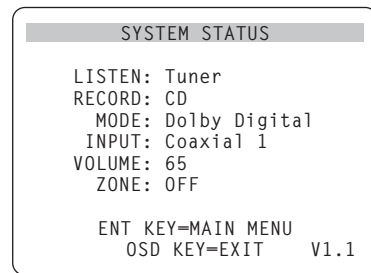 SYSTEM STATUS
LISTEN: Tuner
RECORD: CD
MODE: Dolby Digital
INPUT: Coaxial 1
VOLUME: 65
ZONE: OFF
ENT KEY=MAIN MENU
OSD KEY=EXIT V1.1